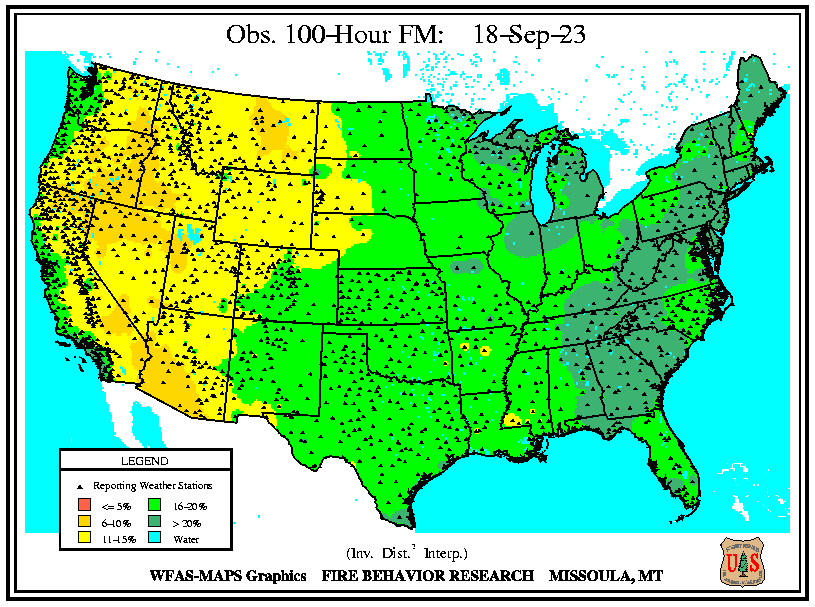 Obs. 100-Hour FM: 18-Sep-23
LEGEND
Reporting Weather Stations
<= 5%
16-20%
6-10%
> 20%
11-15%
Water
(Inv. Dist.² Interp.)
WFAS-MAPS Graphics FIRE BEHAVIOR RESEARCH MISSOULA, MT
U S